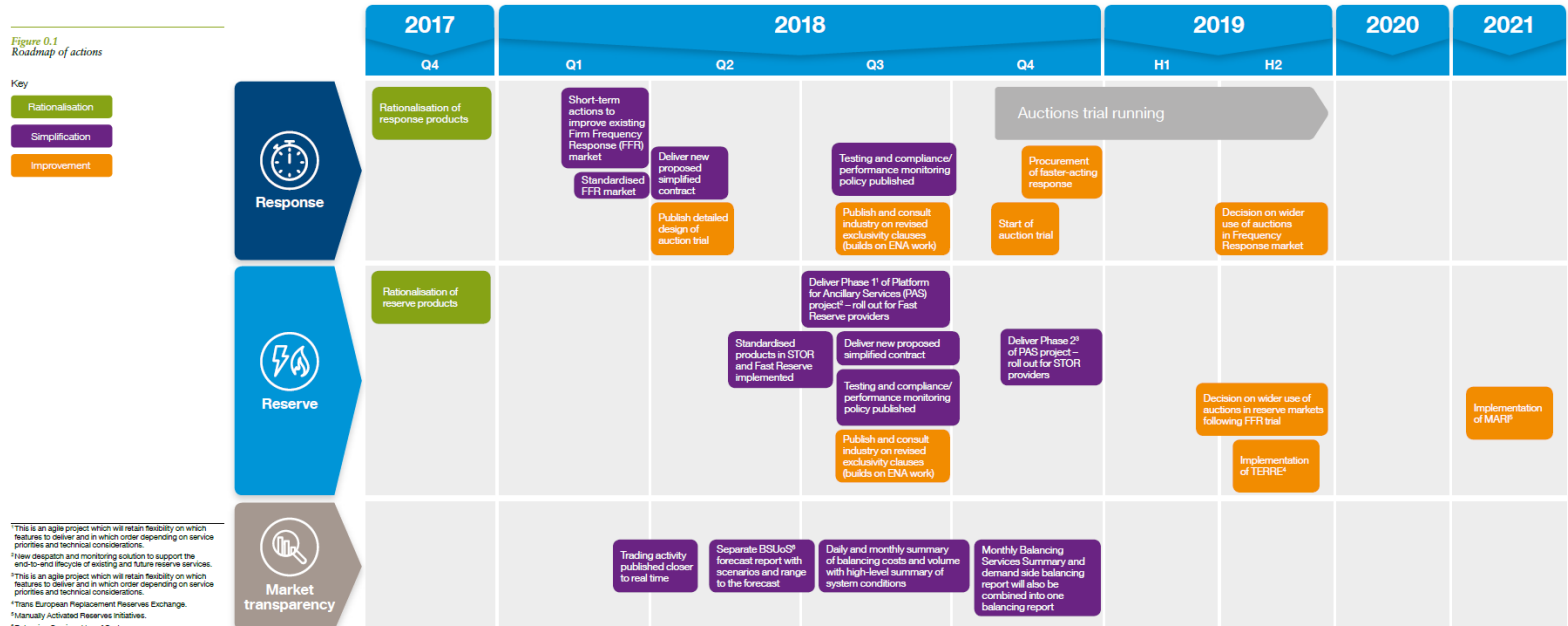 Figure 0.1
Roadmap of actions
Key
Rationalisation
Simplification
Improvement
2017
2018
2019
2020
2021
Q4
Q1
Q2
Q3
Q4
H1
H2
Response
Rationalisation of
response products
Short-term
actions to
improve existing
Firm Frequency
Response (FFR)
market
Standardised
FFR market
Deliver new
proposed
simplified
contract
Publish detailed
design of
auction trial
Testing and compliance/
performance monitoring
policy published
Publish and consult
industry on revised
exclusivity clauses
(builds on ENA work)
Auctions trial running
Procurement
of faster-acting
response
Start of
auction trial
Decision on wider
use of auctions
in Frequency
Response market
Reserve
Rationalisation of
reserve products
Deliver Phase 1¹ of Platform
for Ancillary Services (PAS)
project² – roll out for Fast
Reserve providers
Standardised
products in STOR
and Fast Reserve
implemented
Deliver new proposed
simplified contract
Testing and compliance/
performance monitoring
policy published
Publish and consult
industry on revised
exclusivity clauses
(builds on ENA work)
Deliver Phase 2³
of PAS project –
roll out for STOR
providers
Decision on wider use of
auctions in reserve markets
following FFR trial
Implementation
of TERRE⁴
Implementation
of MARI⁵
Market
transparency
Trading activity
published closer
to real time
Separate BSUoS⁶
forecast report with
scenarios and range
to the forecast
Daily and monthly summary
of balancing costs and volume
with high-level summary of
system conditions
Monthly Balancing
Services Summary and
demand side balancing
report will also be
combined into one
balancing report
¹This is an agile project which will retain flexibility on which
features to deliver and in which order depending on service
priorities and technical considerations.
²New despatch and monitoring solution to support the
end-to-end lifecycle of existing and future reserve services.
³This is an agile project which will retain flexibility on which
features to deliver and in which order depending on service
priorities and technical considerations.
⁴Trans European Replacement Reserves Exchange.
⁵Manually Activated Reserves Initiatives.